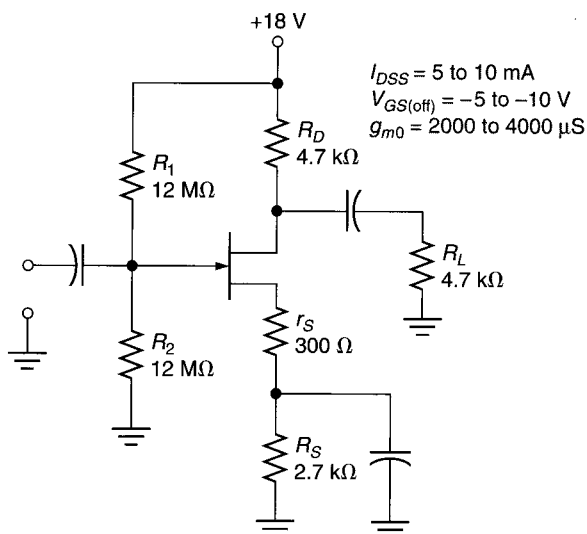 +18 V
I_DSS = 5 to 10 mA
V_GS(off) = −5 to −10 V
g_m0 = 2000 to 4000 μS
R_D
4.7 kΩ
R_1
12 MΩ
R_L
4.7 kΩ
r_S
300 Ω
R_2
12 MΩ
R_S
2.7 kΩ